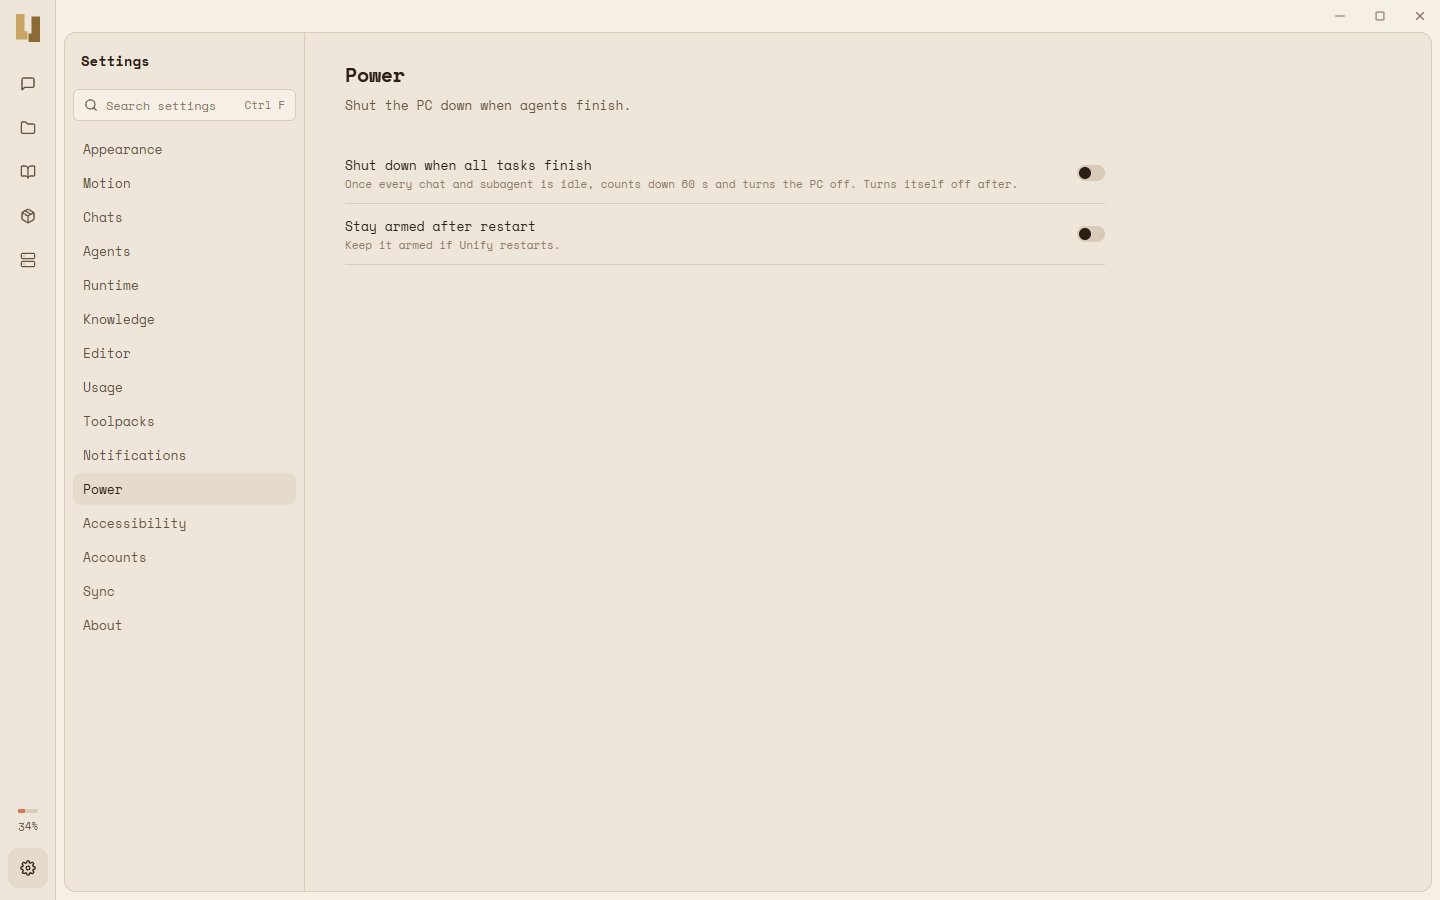 Settings
Search settings Ctrl F
Appearance
Motion
Chats
Agents
Runtime
Knowledge
Editor
Usage
Toolpacks
Notifications
Power
Accessibility
Accounts
Sync
About
34%
Power
Shut the PC down when agents finish.
Shut down when all tasks finish
Once every chat and subagent is idle, counts down 60 s and turns the PC off. Turns itself off after.
Stay armed after restart
Keep it armed if Unify restarts.